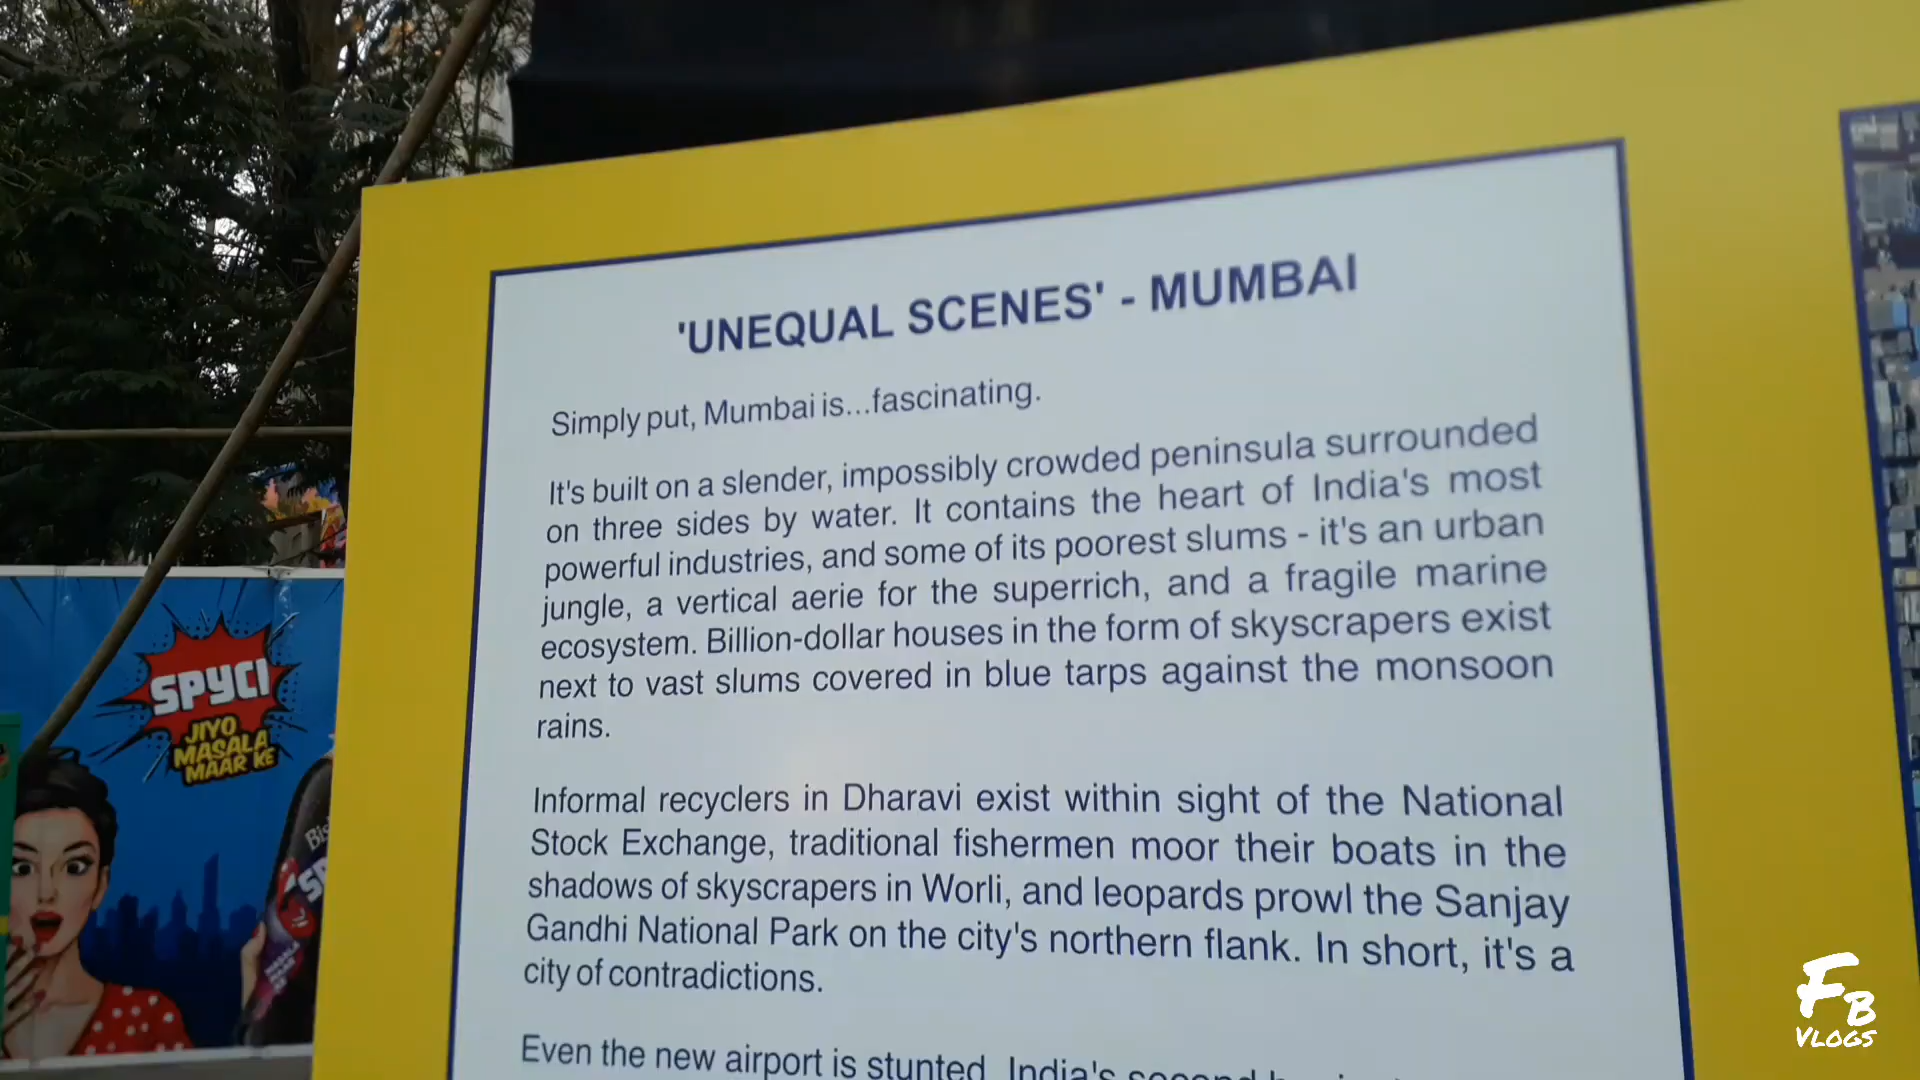 'UNEQUAL SCENES' - MUMBAI
Simply put, Mumbai is...fascinating.
It's built on a slender, impossibly crowded peninsula surrounded
on three sides by water. It contains the heart of India's most
powerful industries, and some of its poorest slums - it's an urban
jungle, a vertical aerie for the superrich, and a fragile marine
ecosystem. Billion-dollar houses in the form of skyscrapers exist
next to vast slums covered in blue tarps against the monsoon
rains.
Informal recyclers in Dharavi exist within sight of the National
Stock Exchange, traditional fishermen moor their boats in the
shadows of skyscrapers in Worli, and leopards prowl the Sanjay
Gandhi National Park on the city's northern flank. In short, it's a
city of contradictions.
Even the new airport is stunted. India's second
SPYCI
JIYO
MASALA
MAAR KE
FB
VLOGS